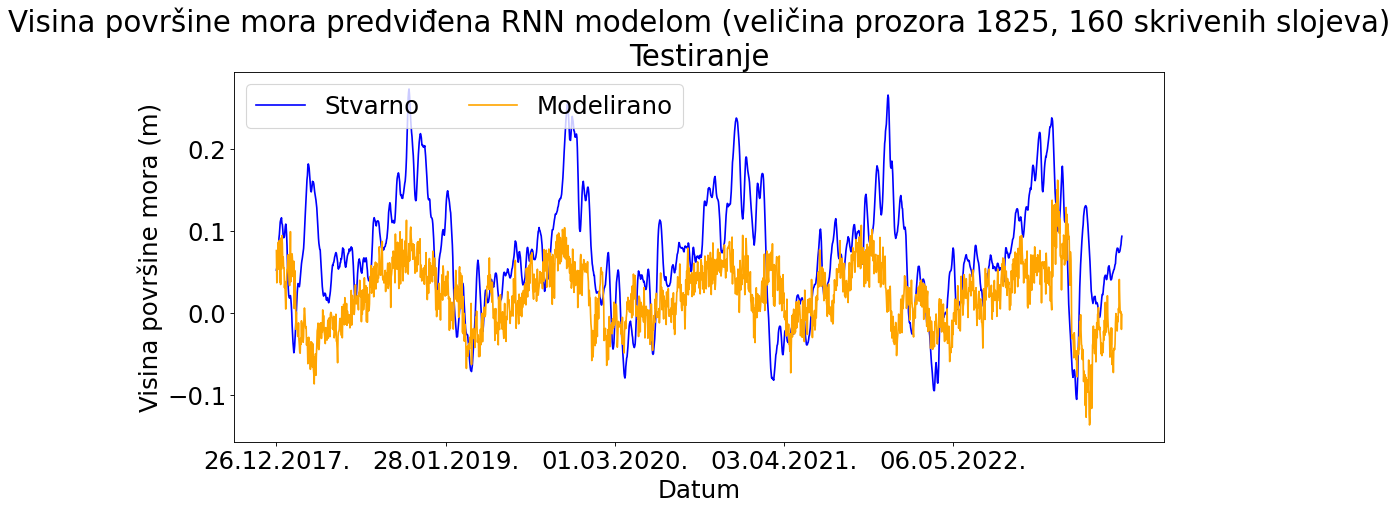 Visina površine mora predviđena RNN modelom (veličina prozora 1825, 160 skrivenih slojeva)
Testiranje
Stvarno Modelirano
Visina površine mora (m)
0.2
0.1
0.0
−0.1
26.12.2017. 28.01.2019. 01.03.2020. 03.04.2021. 06.05.2022.
Datum